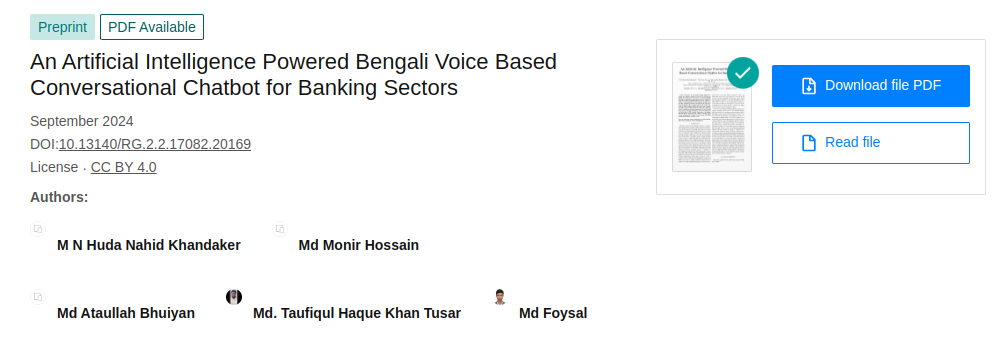 Preprint PDF Available
An Artificial Intelligence Powered Bengali Voice Based
Conversational Chatbot for Banking Sectors
September 2024
DOI:10.13140/RG.2.2.17082.20169
License · CC BY 4.0
Authors:
M N Huda Nahid Khandaker Md Monir Hossain
Md Ataullah Bhuiyan Md. Taufiqul Haque Khan Tusar Md Foysal
Download file PDF
Read file